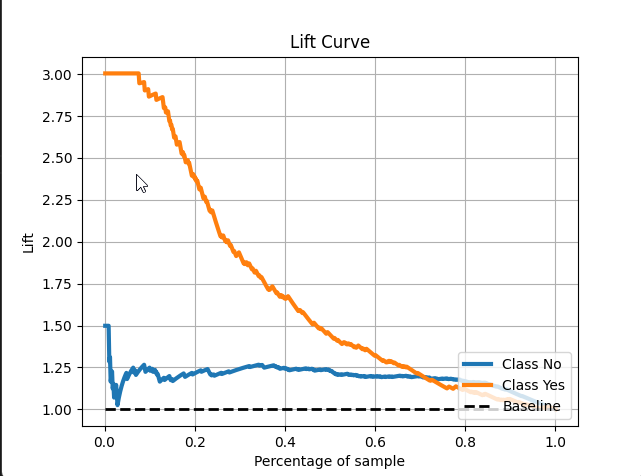 Lift Curve
3.00
2.75
2.50
2.25
2.00
1.75
1.50
1.25
1.00
Lift
0.0 0.2 0.4 0.6 0.8 1.0
Percentage of sample
Class No
Class Yes
Baseline